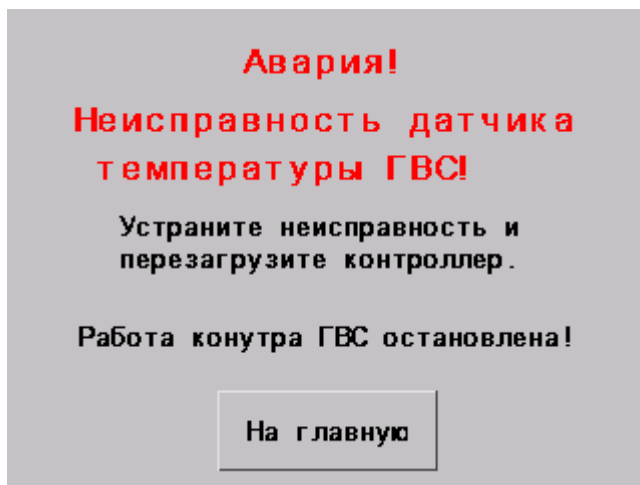 Авария!
Неисправность датчика
температуры ГВС!
Устраните неисправность и
перезагрузите контроллер.
Работа конутра ГВС остановлена!
На главную